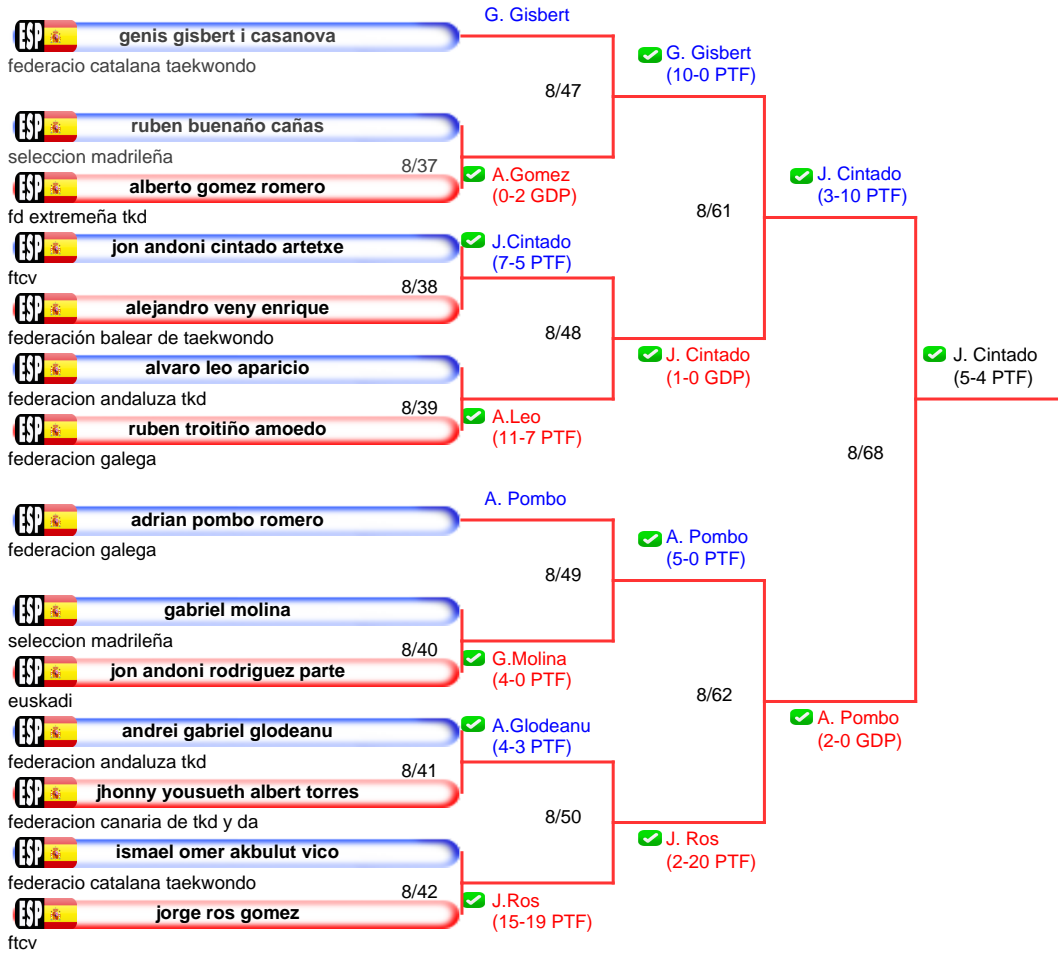 G. Gisbert
ESP genis gisbert i casanova
federacio catalana taekwondo
G. Gisbert
(10-0 PTF)
8/47
ESP ruben buenaño cañas
seleccion madrileña
8/37
ESP alberto gomez romero
fd extremeña tkd
A.Gomez
(0-2 GDP)
J. Cintado
(3-10 PTF)
8/61
ESP jon andoni cintado artetxe
ftcv
J.Cintado
(7-5 PTF)
8/38
ESP alejandro veny enrique
federación balear de taekwondo
8/48
ESP alvaro leo aparicio
federacion andaluza tkd
J. Cintado
(1-0 GDP)
J. Cintado
(5-4 PTF)
8/39
ESP ruben troitiño amoedo
federacion galega
A.Leo
(11-7 PTF)
8/68
A. Pombo
ESP adrian pombo romero
federacion galega
A. Pombo
(5-0 PTF)
8/49
ESP gabriel molina
seleccion madrileña
8/40
ESP jon andoni rodriguez parte
euskadi
G.Molina
(4-0 PTF)
8/62
A. Pombo
(2-0 GDP)
ESP andrei gabriel glodeanu
federacion andaluza tkd
A.Glodeanu
(4-3 PTF)
8/41
ESP jhonny yousueth albert torres
federacion canaria de tkd y da
8/50
ESP ismael omer akbulut vico
federacio catalana taekwondo
J. Ros
(2-20 PTF)
8/42
ESP jorge ros gomez
ftcv
J.Ros
(15-19 PTF)